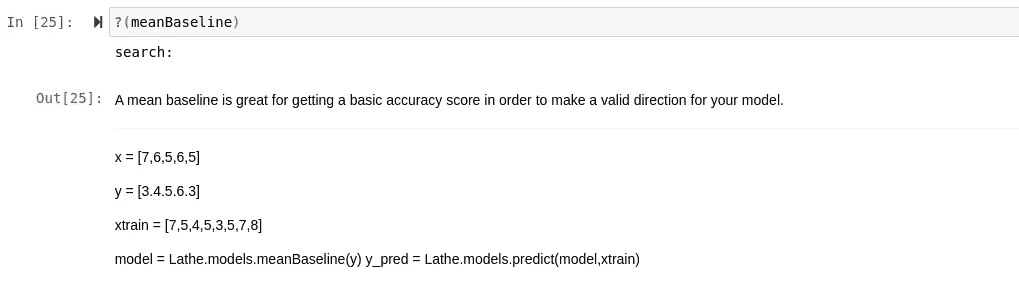 In [25]: ?(meanBaseline)
search:
Out[25]: A mean baseline is great for getting a basic accuracy score in order to make a valid direction for your model.
x = [7,6,5,6,5]
y = [3.4.5.6.3]
xtrain = [7,5,4,5,3,5,7,8]
model = Lathe.models.meanBaseline(y) y_pred = Lathe.models.predict(model,xtrain)